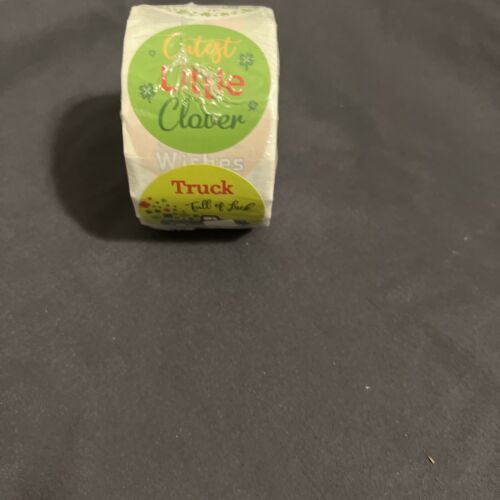 Cutest
Little
Clover
Wishes
Truck
Full of Luck